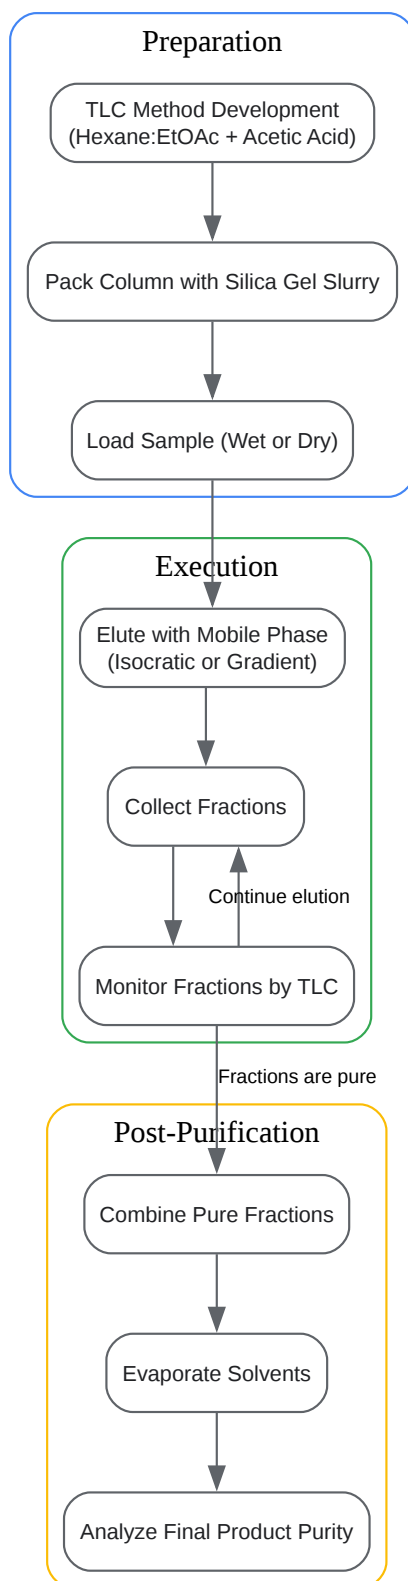 Preparation
TLC Method Development
(Hexane:EtOAc + Acetic Acid)
Pack Column with Silica Gel Slurry
Load Sample (Wet or Dry)
Execution
Elute with Mobile Phase
(Isocratic or Gradient)
Collect Fractions
Continue elution
Monitor Fractions by TLC
Fractions are pure
Post-Purification
Combine Pure Fractions
Evaporate Solvents
Analyze Final Product Purity